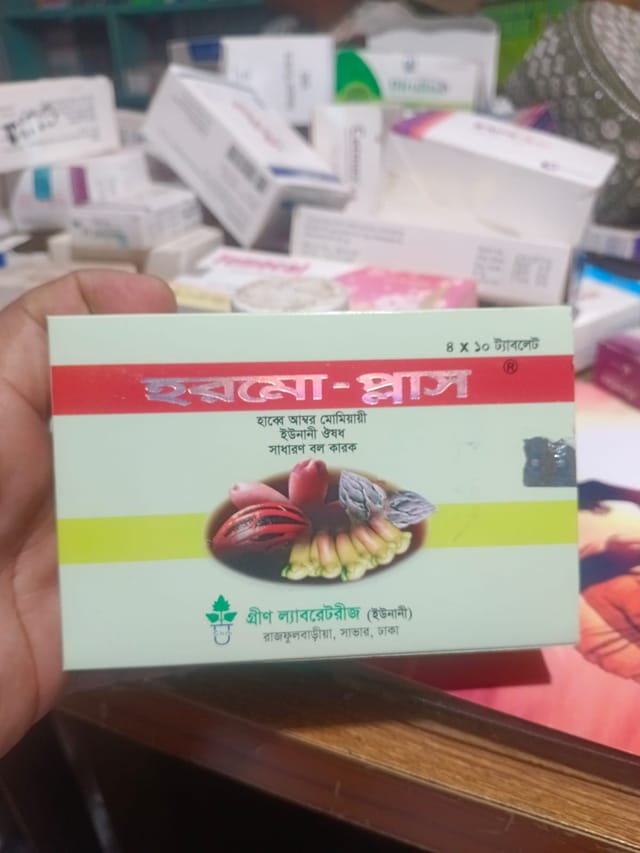 ৪ x ১০ ট্যাবলেট
হরমো-প্লাস ®
হাব্বে আম্বর মোমিয়ায়ী
ইউনানী ঔষধ
সাধারণ বল কারক
গ্রীণ ল্যাবরেটরীজ (ইউনানী)
রাজফুলবাড়ীয়া, সাভার, ঢাকা